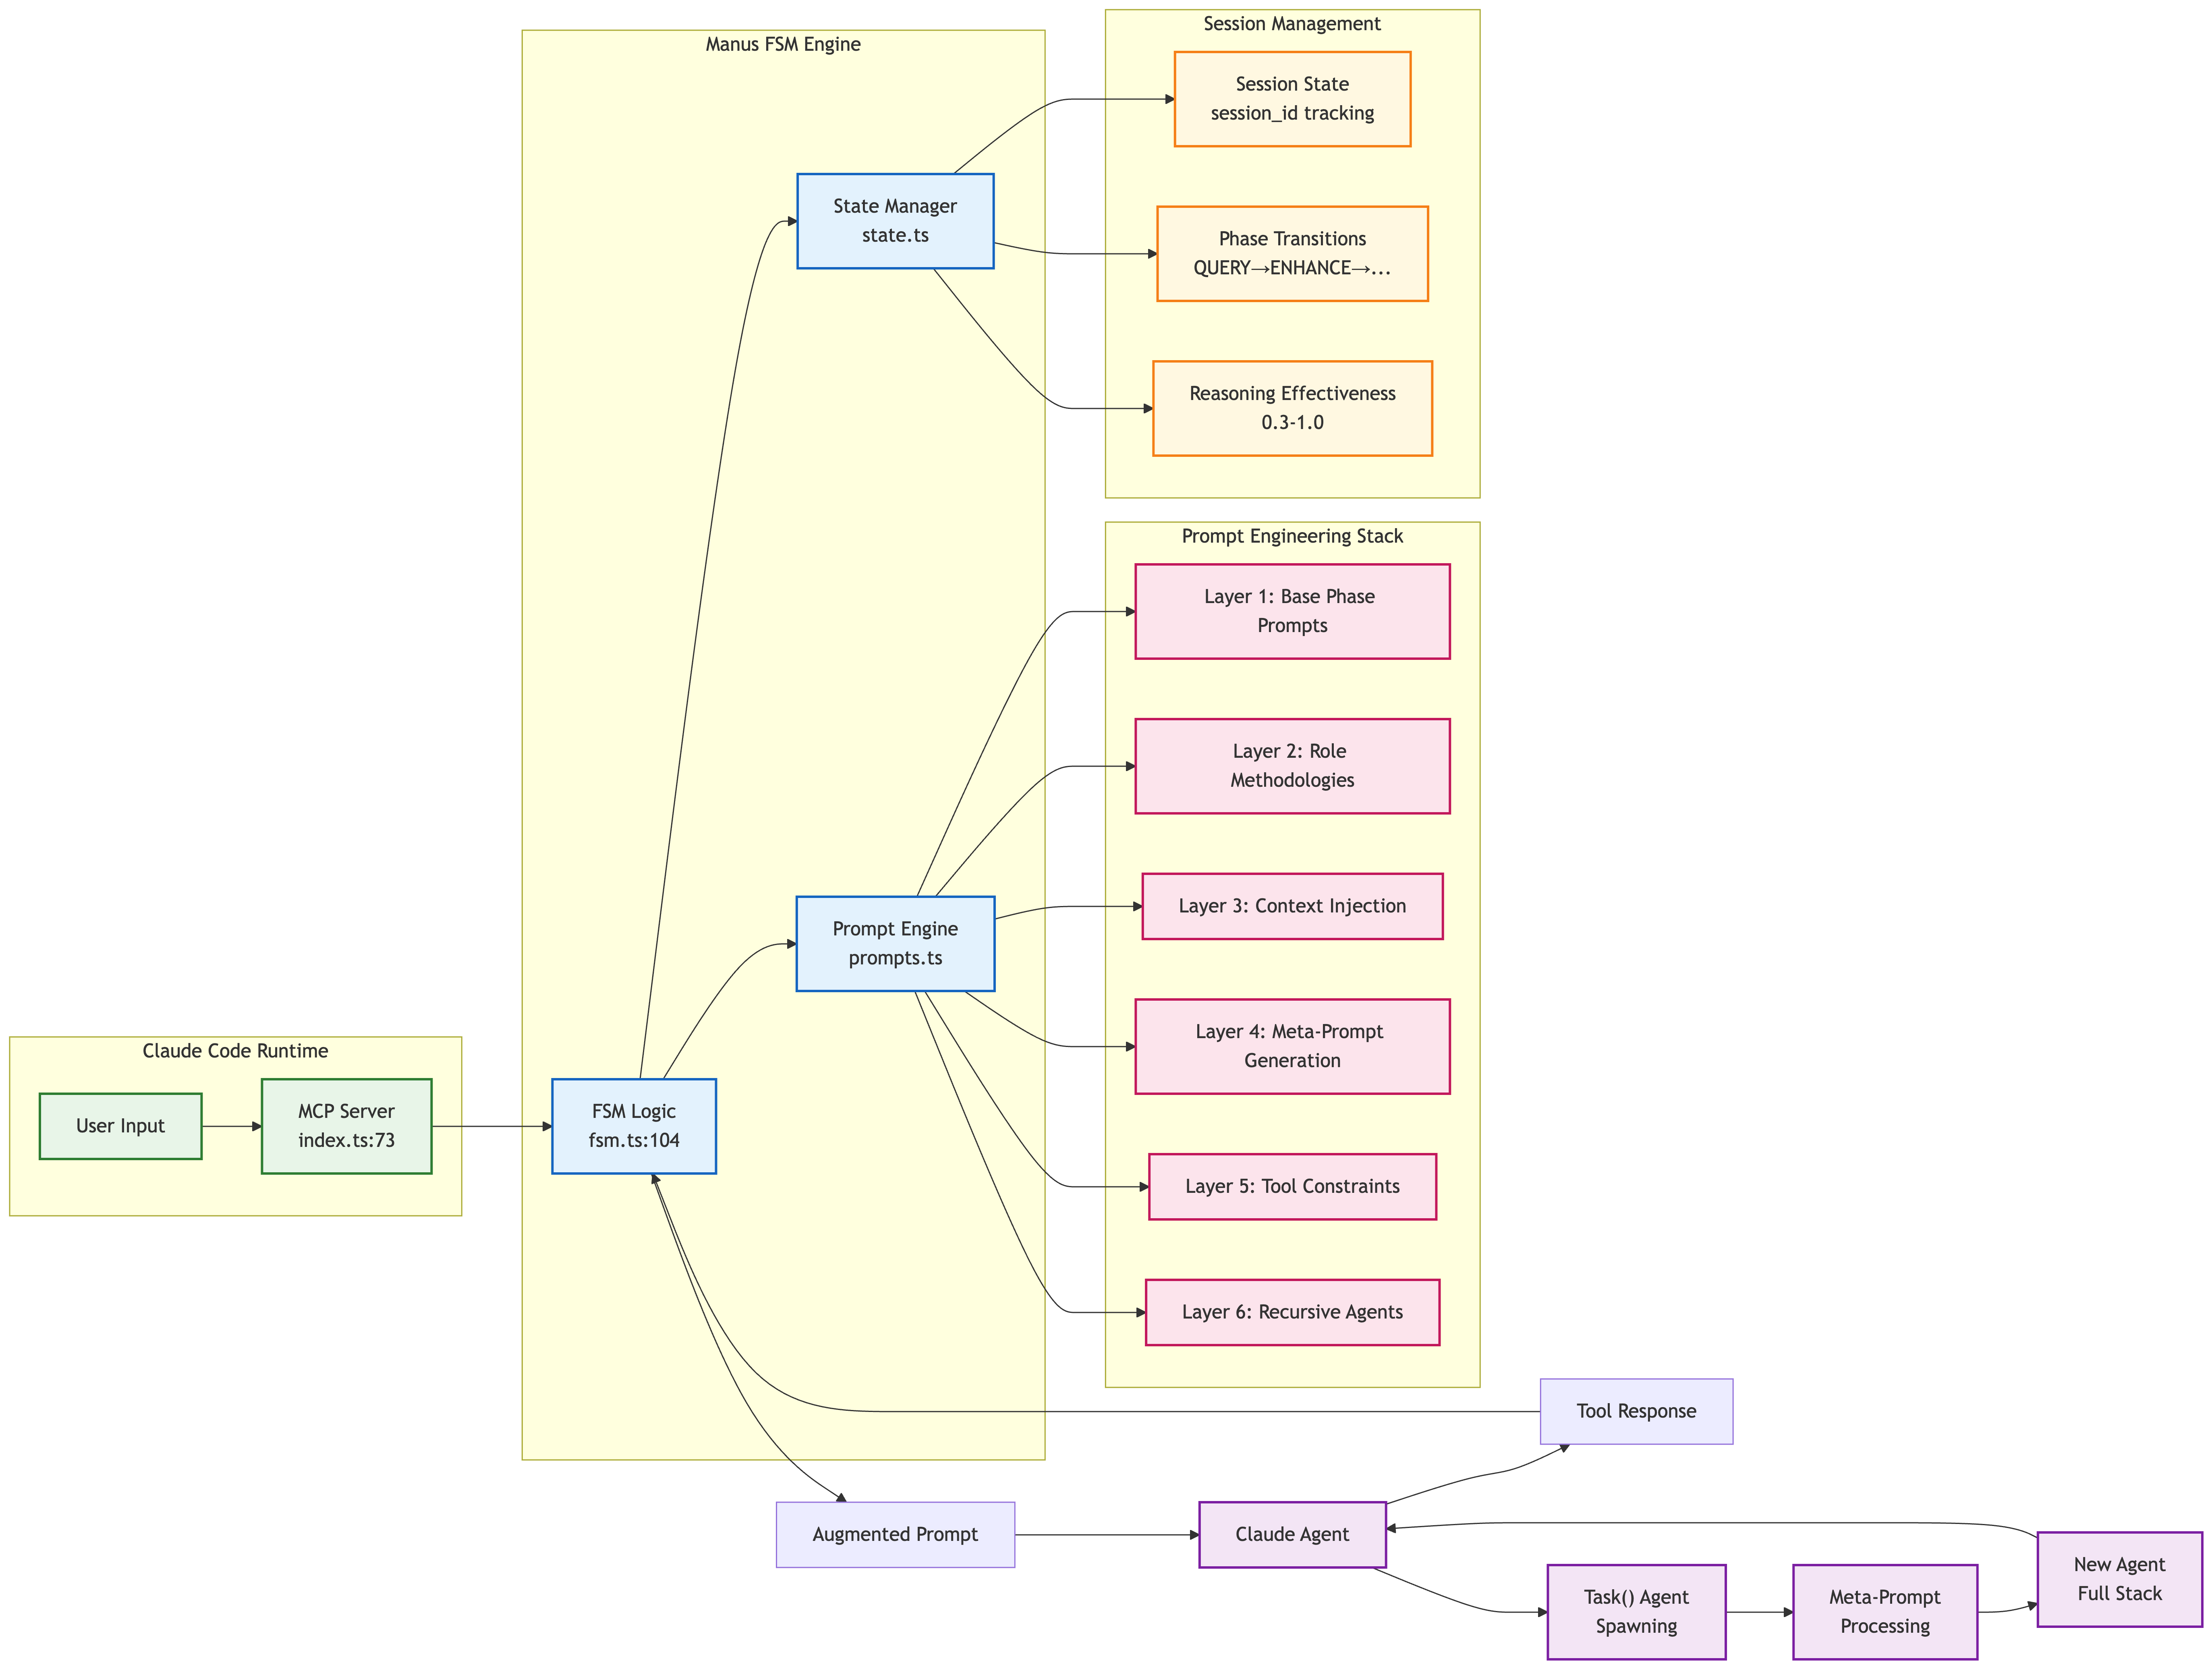 Manus FSM Engine
Session Management
Session State
session_id tracking
State Manager
state.ts
Phase Transitions
QUERY→ENHANCE→...
Reasoning Effectiveness
0.3-1.0
Prompt Engineering Stack
Layer 1: Base Phase
Prompts
Layer 2: Role
Methodologies
Prompt Engine
prompts.ts
Layer 3: Context Injection
Layer 4: Meta-Prompt
Generation
Claude Code Runtime
User Input
MCP Server
index.ts:73
FSM Logic
fsm.ts:104
Layer 5: Tool Constraints
Layer 6: Recursive Agents
Tool Response
Augmented Prompt
Claude Agent
Task() Agent
Spawning
Meta-Prompt
Processing
New Agent
Full Stack